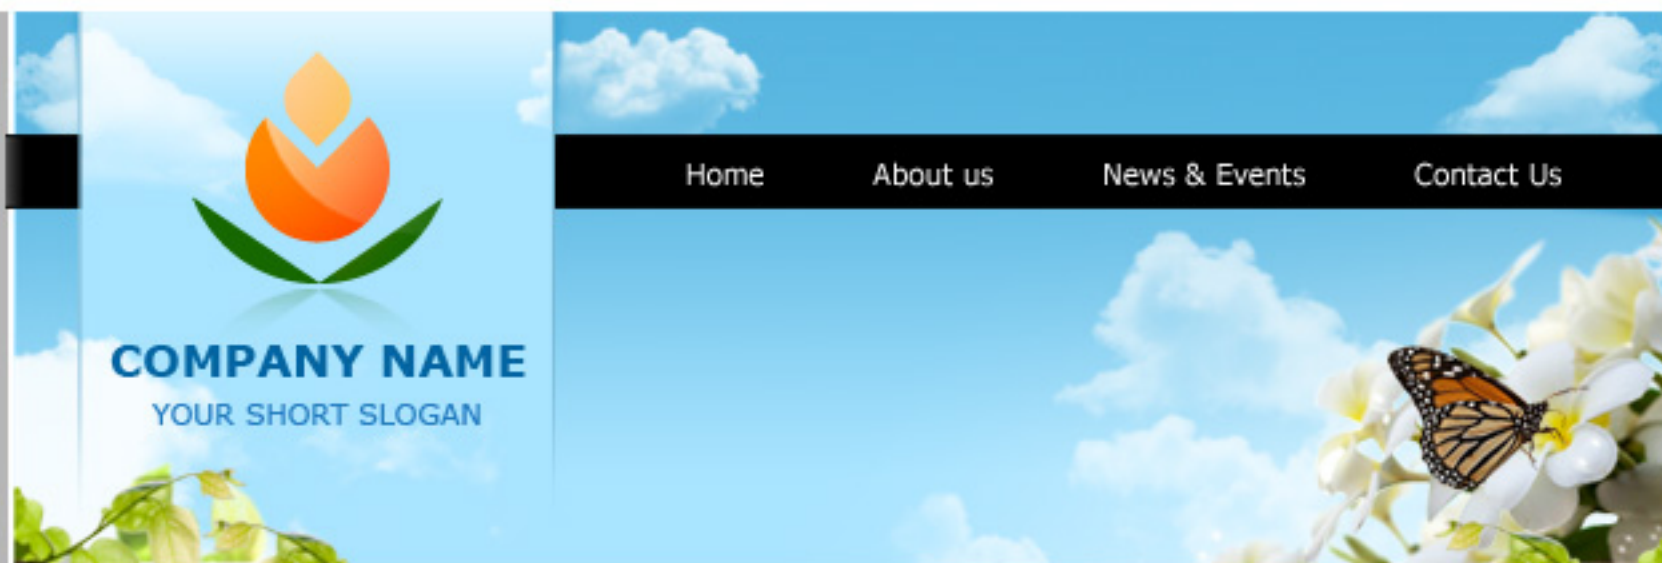 Home About us News & Events Contact Us
COMPANY NAME
YOUR SHORT SLOGAN